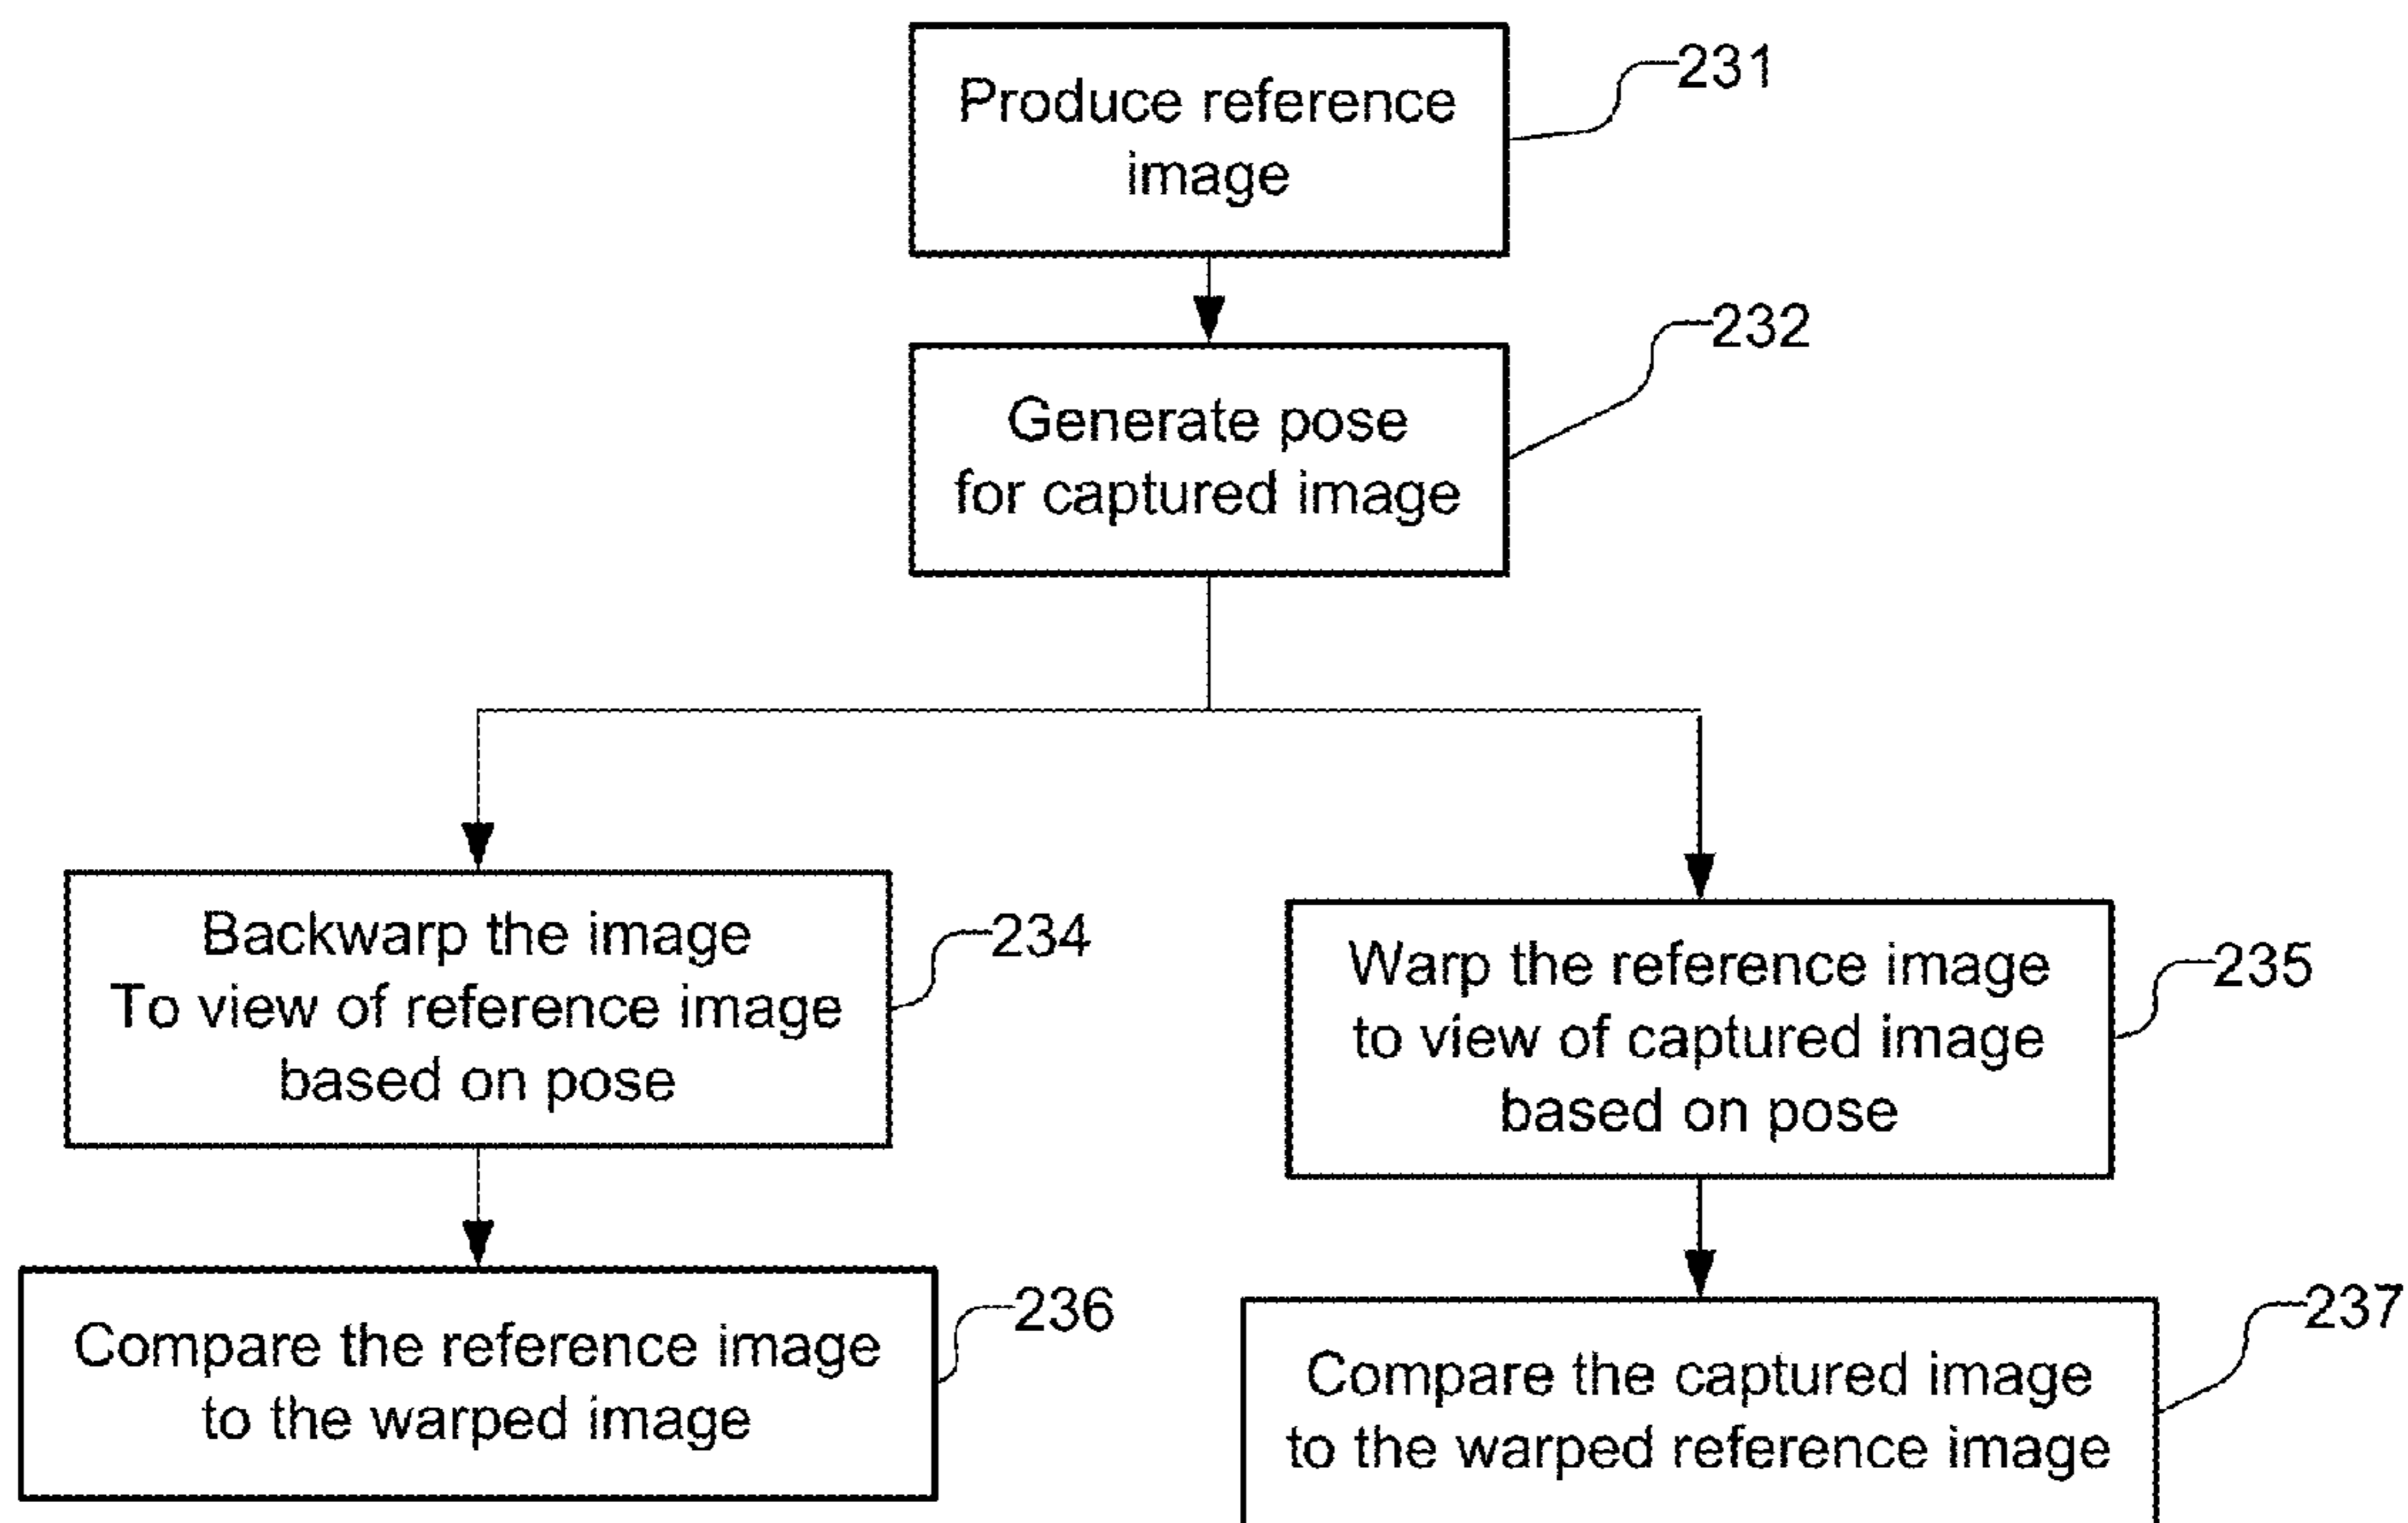 Produce reference
image
231
Generate pose
for captured image
232
Backwarp the image
To view of reference image
based on pose
234
Warp the reference image
to view of captured image
based on pose
235
Compare the reference image
to the warped image
236
Compare the captured image
to the warped reference image
237